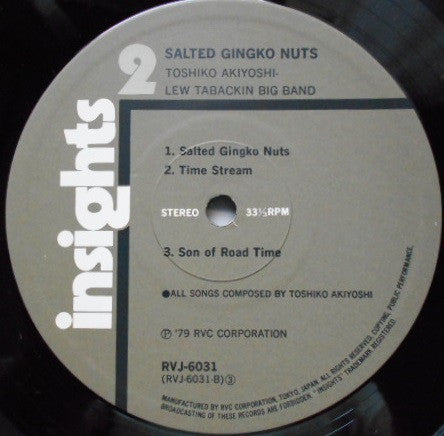 insights
2
SALTED GINGKO NUTS
TOSHIKO AKIYOSHI-
LEW TABACKIN BIG BAND
1. Salted Gingko Nuts
2. Time Stream
STEREO 33⅓RPM
3. Son of Road Time
●ALL SONGS COMPOSED BY TOSHIKO AKIYOSHI
Ⓟ '79 RVC CORPORATION
RVJ-6031
(RVJ-6031-B)③
MANUFACTURED BY RVC CORPORATION, TOKYO, JAPAN. ALL RIGHTS RESERVED. COPYING, PUBLIC PERFORMANCE,
BROADCASTING OF THESE RECORDS ARE FORBIDDEN. "INSIGHTS" TRADEMARK REGISTERED.